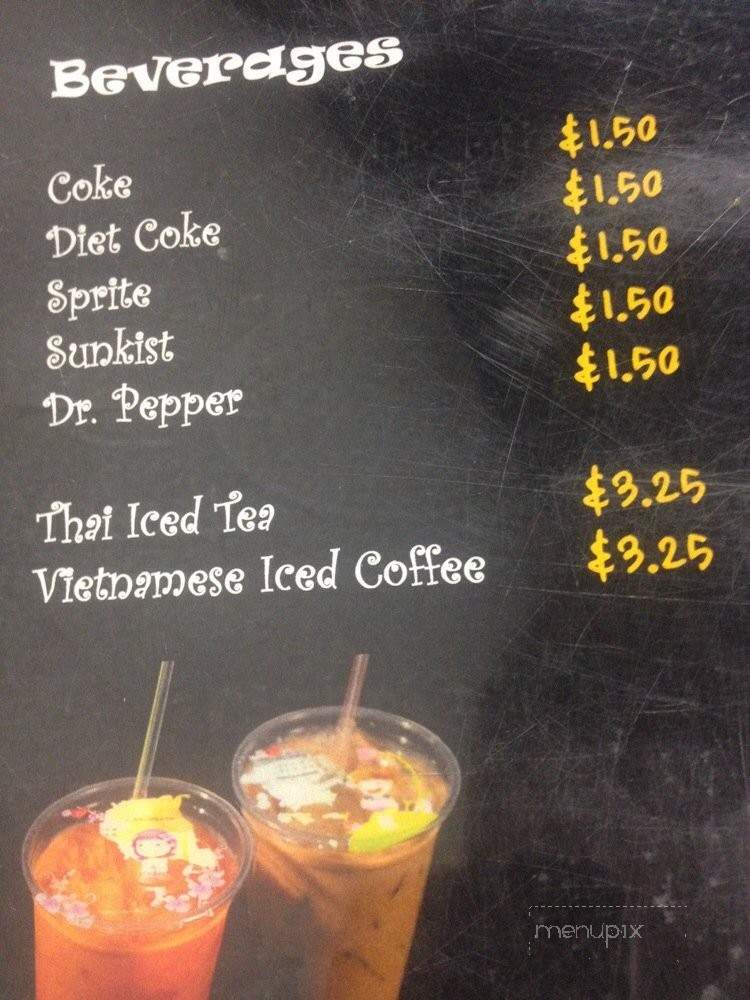 Beverages
Coke $1.50
Diet Coke $1.50
Sprite $1.50
Sunkist $1.50
Dr. Pepper $1.50
Thai Iced Tea $3.25
Vietnamese Iced Coffee $3.25
menupix